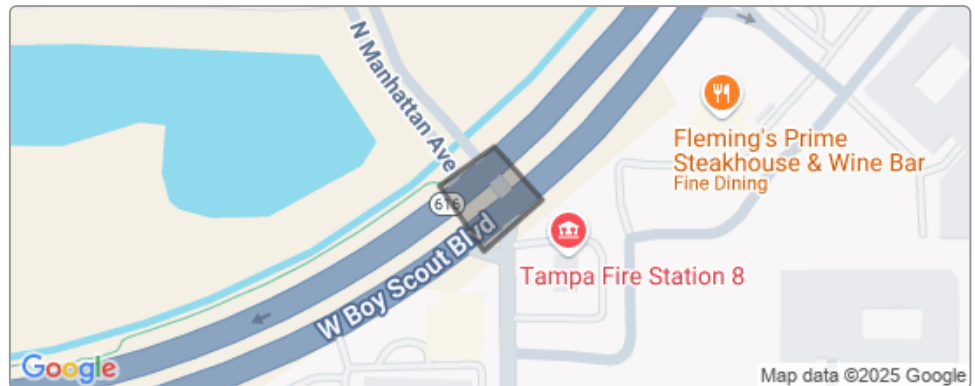 N Manhattan Ave
Fleming's Prime
Steakhouse & Wine Bar
Fine Dining
616
W Boy Scout Blvd
Tampa Fire Station 8
Google
Map data ©2025 Google